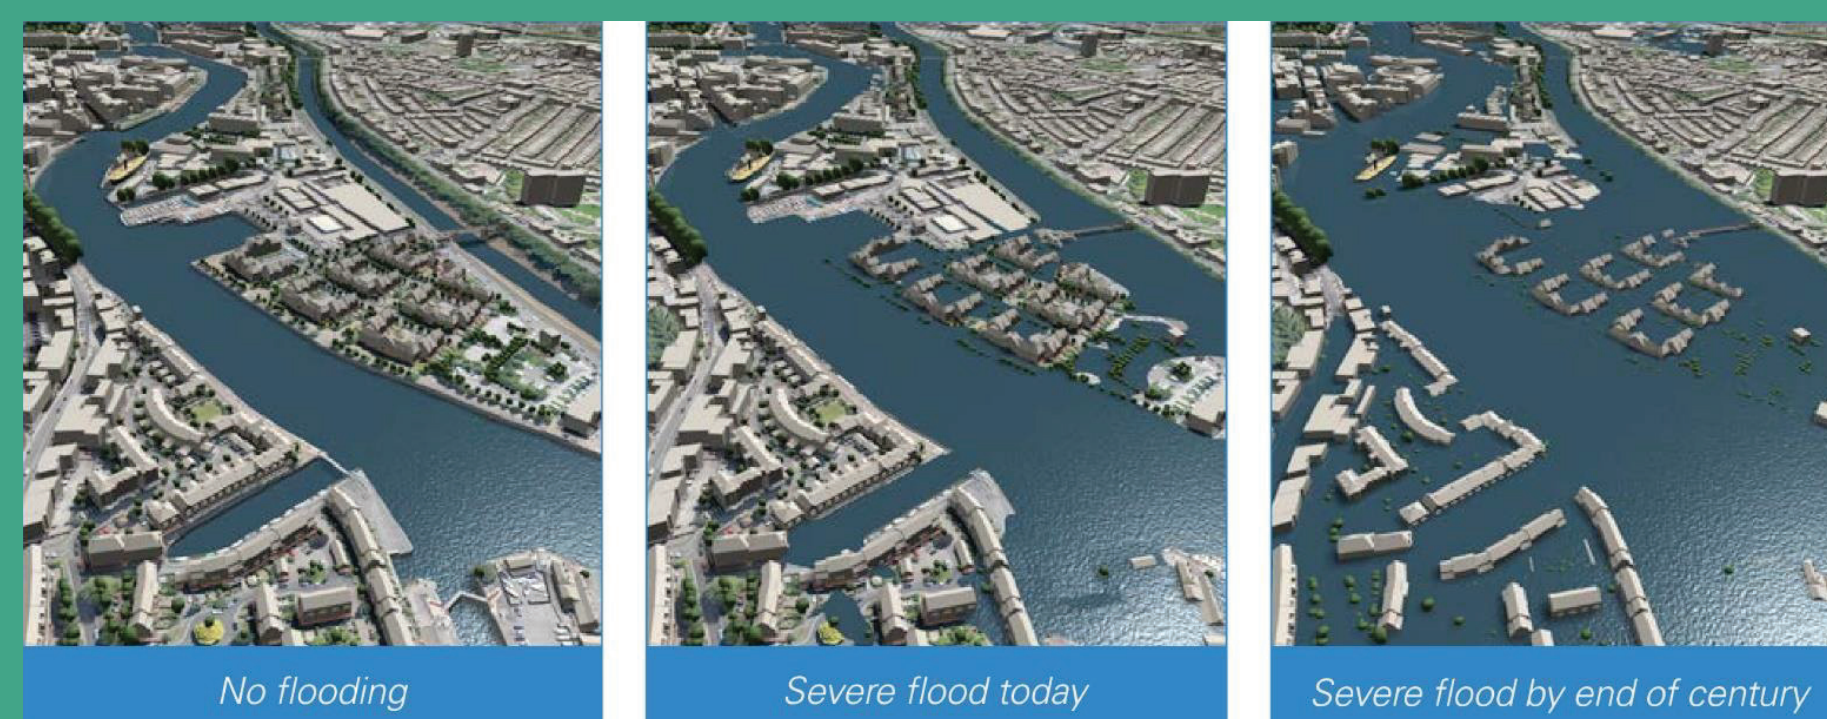 No flooding
Severe flood today
Severe flood by end of century